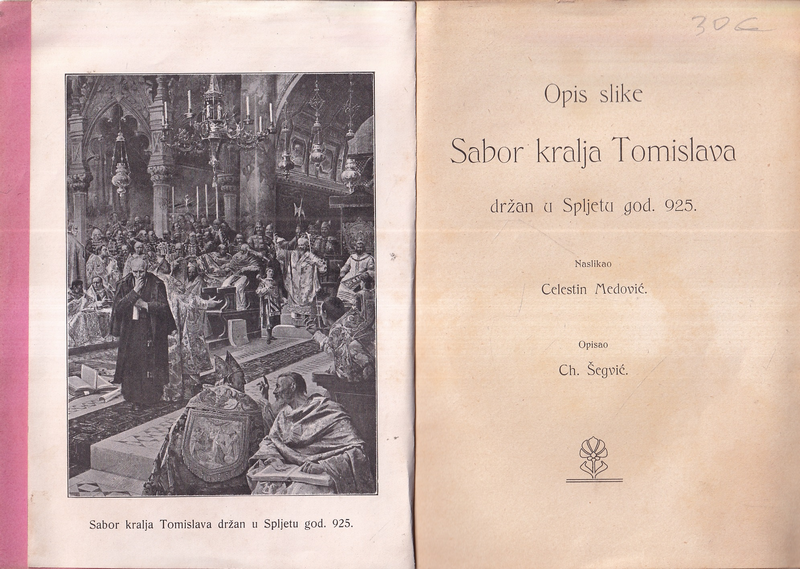 Sabor kralja Tomislava držan u Spljetu god. 925.
30
Opis slike
Sabor kralja Tomislava
držan u Spljetu god. 925.
Naslikao
Celestin Medović.
Opisao
Ch. Šegvić.